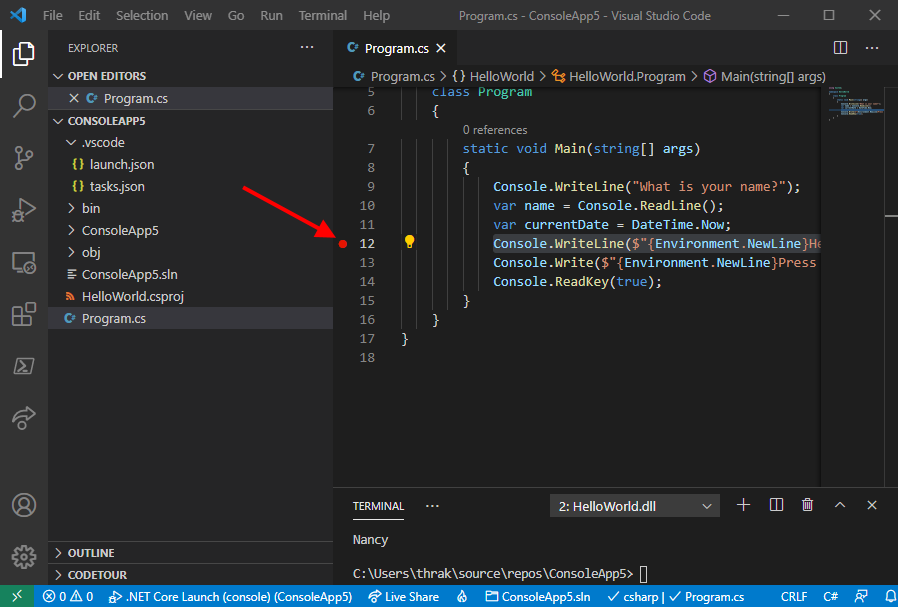 File Edit Selection View Go Run Terminal Help Program.cs - ConsoleApp5 - Visual Studio Code
EXPLORER
OPEN EDITORS
Program.cs
CONSOLEAPP5
.vscode
{} launch.json
{} tasks.json
bin
ConsoleApp5
obj
ConsoleApp5.sln
HelloWorld.csproj
Program.cs
OUTLINE
CODETOUR
Program.cs
Program.cs > {} HelloWorld > HelloWorld.Program > Main(string[] args)
5 class Program
6 {
0 references
7 static void Main(string[] args)
8 {
9 Console.WriteLine("What is your name?");
10 var name = Console.ReadLine();
11 var currentDate = DateTime.Now;
12 Console.WriteLine($"{Environment.NewLine}He
13 Console.Write($"{Environment.NewLine}Press
14 Console.ReadKey(true);
15 }
16 }
17 }
18
TERMINAL 2: HelloWorld.dll
Nancy
C:\Users\thrak\source\repos\ConsoleApp5>
0 0 .NET Core Launch (console) (ConsoleApp5) Live Share ConsoleApp5.sln csharp | Program.cs CRLF C#